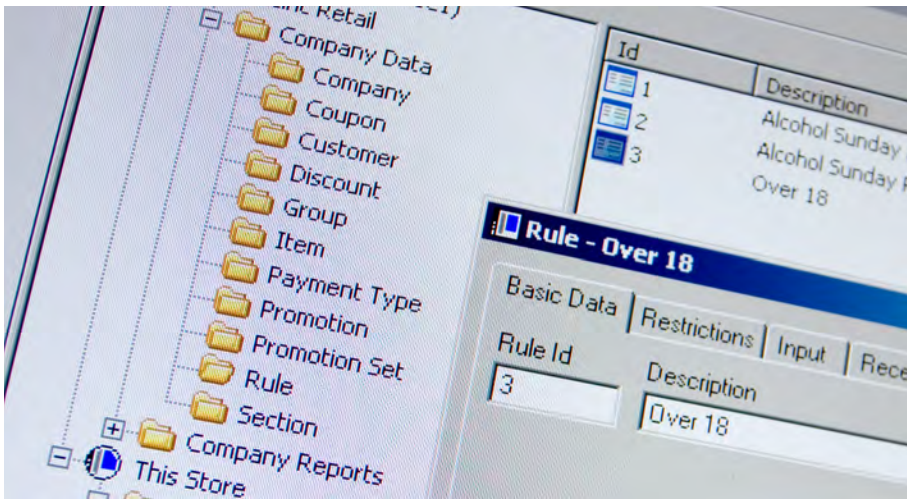 Retail
Company Data
Company
Coupon
Customer
Discount
Group
Item
Payment Type
Promotion
Promotion Set
Rule
Section
Company Reports
This Store
Id
Description
1
Alcohol Sunday
2
Alcohol Sunday
3
Over 18
Rule - Over 18
Basic Data
Restrictions
Input
Rece
Rule Id
Description
3
Over 18